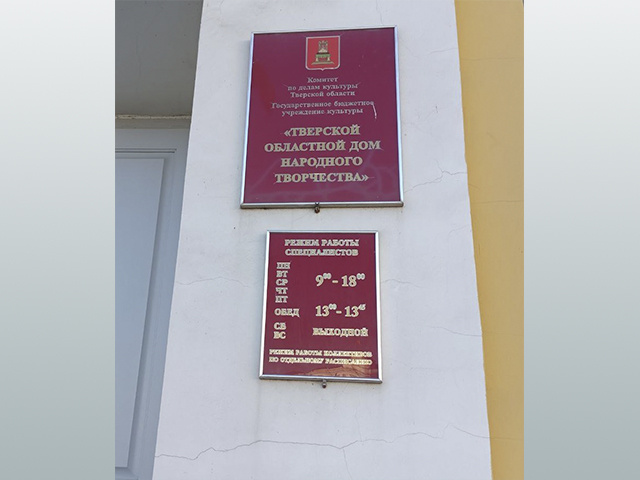 Комитет
по делам культуры
Тверской области
Государственное бюджетное
учреждение культуры
«ТВЕРСКОЙ
ОБЛАСТНОЙ ДОМ
НАРОДНОГО
ТВОРЧЕСТВА»
РЕЖИМ РАБОТЫ
СПЕЦИАЛИСТОВ
ПН
ВТ
СР 9⁰⁰ - 18⁰⁰
ЧТ
ПТ
ОБЕД 13⁰⁰ - 13⁴⁵
СБ
ВС ВЫХОДНОЙ
РЕЖИМ РАБОТЫ КОЛЛЕКТИВОВ
ПО ОТДЕЛЬНОМУ РАСПИСАНИЮ